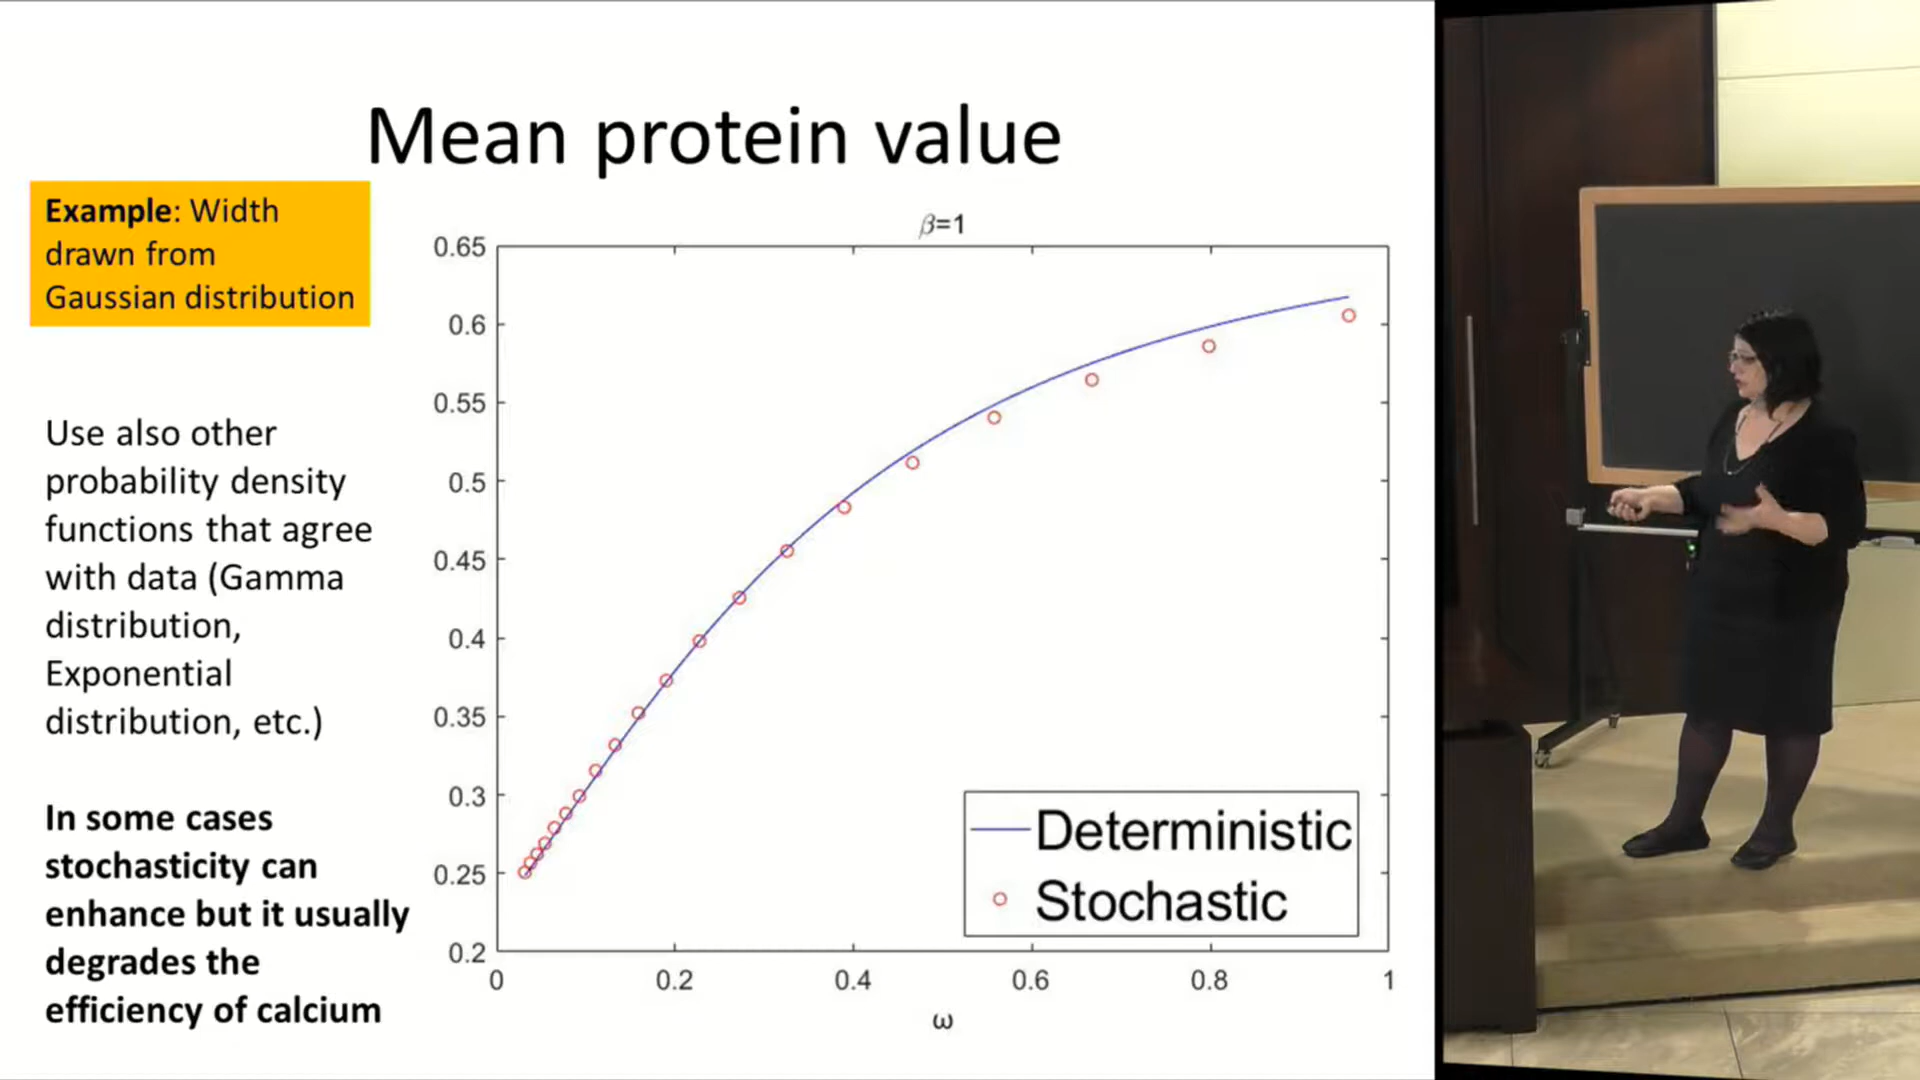 Mean protein value
Example: Width
drawn from
Gaussian distribution
Use also other
probability density
functions that agree
with data (Gamma
distribution,
Exponential
distribution, etc.)
In some cases
stochasticity can
enhance but it usually
degrades the
efficiency of calcium
β=1
0.65
0.6
0.55
0.5
0.45
0.4
0.35
0.3
0.25
0.2
0 0.2 0.4 0.6 0.8 1
ω
Deterministic
Stochastic